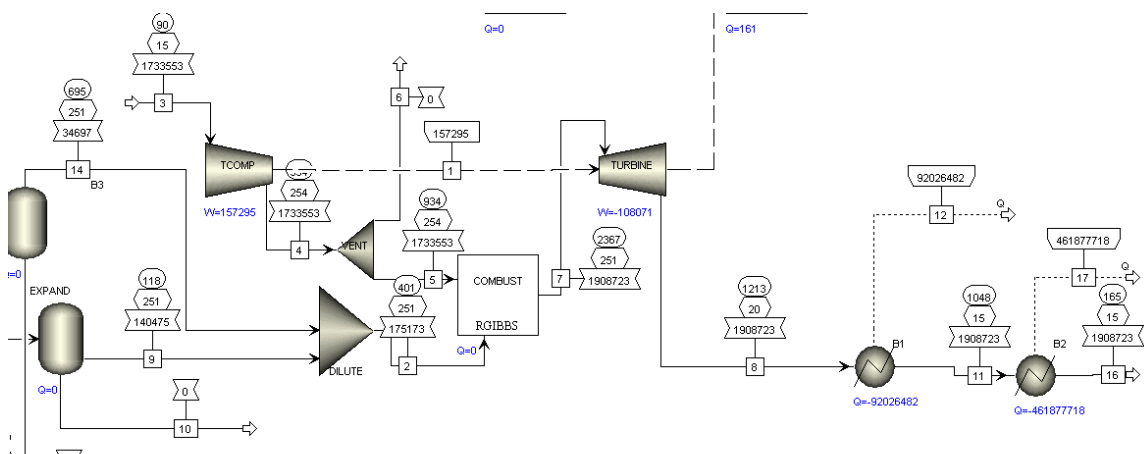 Q=0
Q=161
90
15
1733553
3
695
251
34697
14
B3
6
0
TCOMP
W=157295
157295
1
TURBINE
W=-108071
254
1733553
4
VENT
934
254
1733553
5
COMBUST
RGIBBS
Q=0
2367
251
1908723
7
92026482
12
Q
461877718
17
Q
EXPAND
Q=0
118
251
140475
9
401
251
175173
2
DILUTE
0
10
1213
20
1908723
8
B1
Q=-92026482
1048
15
1908723
11
B2
Q=-461877718
165
15
1908723
16